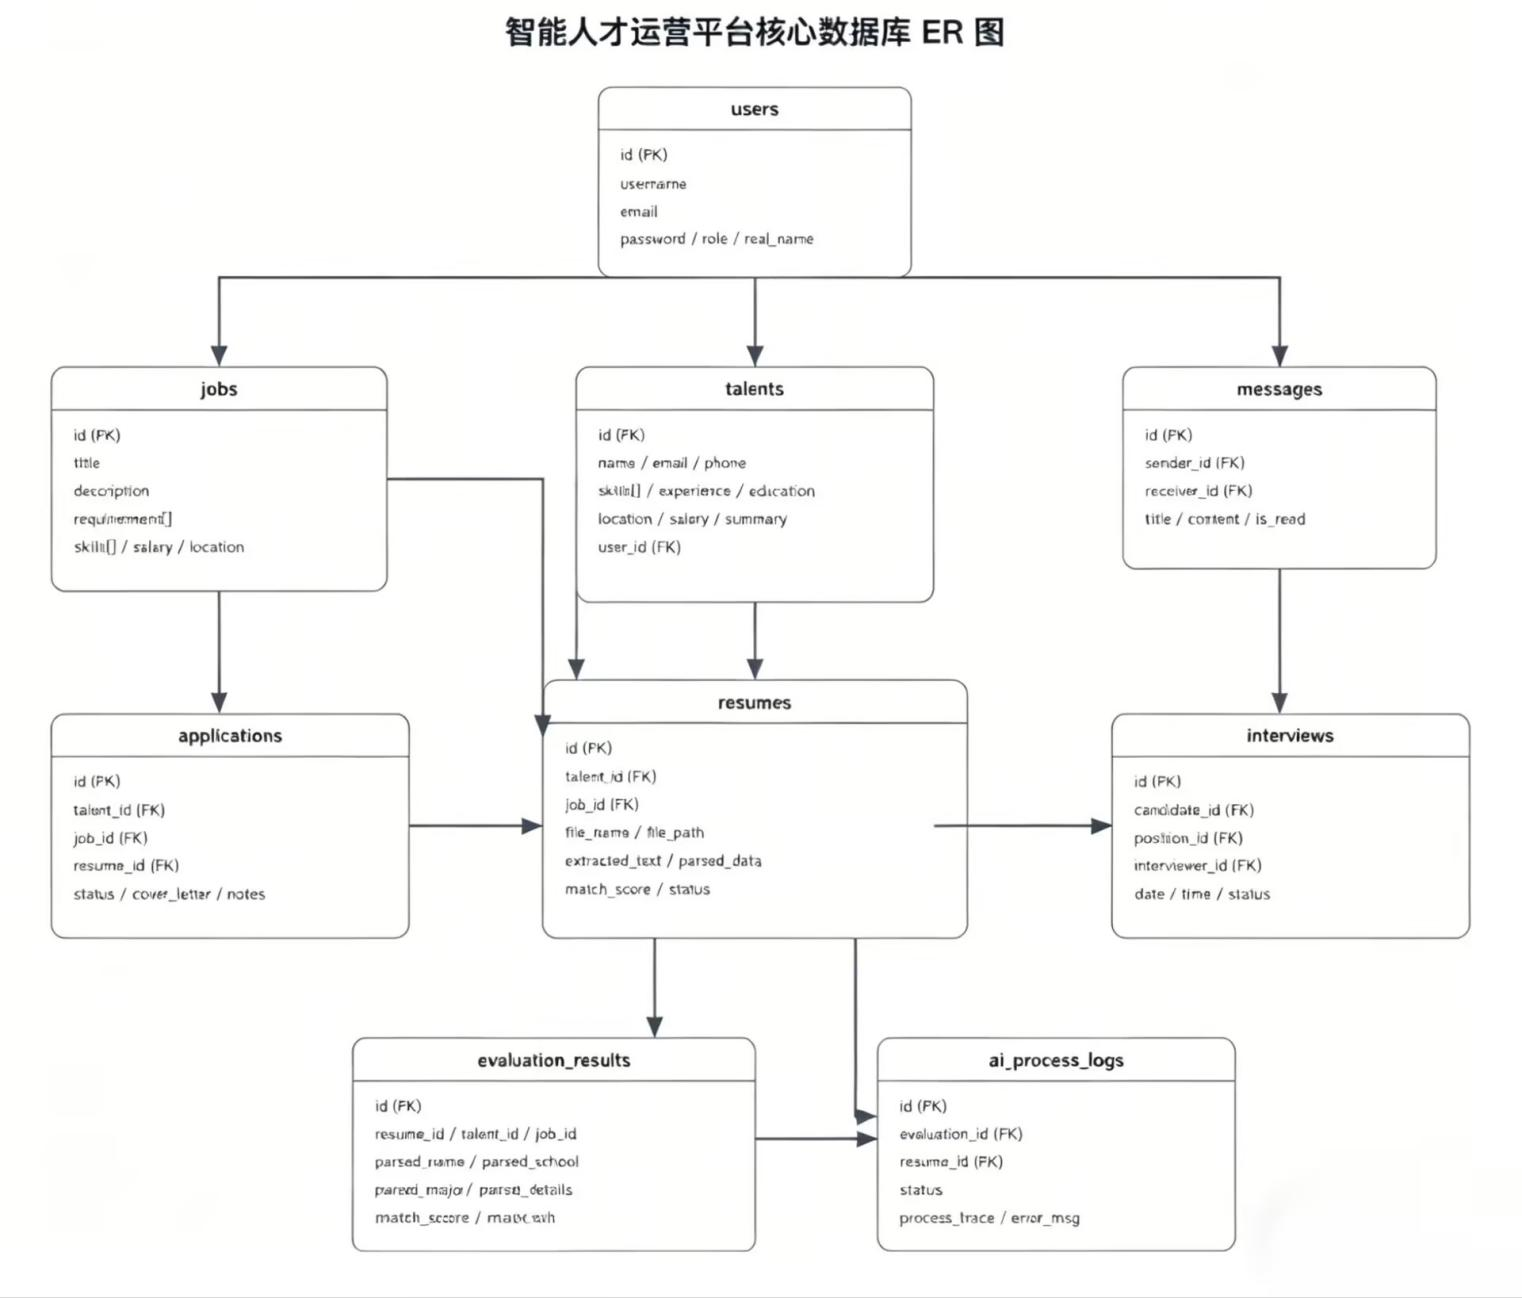 智能人才运营平台核心数据库 ER 图
users
id (PK)
username
email
password / role / real_name
jobs
id (PK)
title
decoription
skill[] / salary / location
talents
id (PK)
name / email / phone
/ experience / education
location / salary / summary
user_id (FK)
messages
id (PK)
sender_id (FK)
receiver_id (FK)
title / content / is_read
applications
id (PK)
talent_id (FK)
job_id (FK)
resume_id (FK)
status / cover_letter / notes
resumes
id (PK)
talent_id (FK)
job_id (FK)
file_name / file_path
extracted_text / parsed_data
match_score / status
interviews
id (PK)
candidate_id (FK)
position_id (FK)
interviewer_id (FK)
date / time / status
evaluation_results
id (PK)
resume_id / talent_id / job_id
parsed_name / parsed_school
/
match_sccore /
ai_process_logs
id (PK)
evaluation_id (FK)
resume_id (FK)
status
process_trace / error_msg